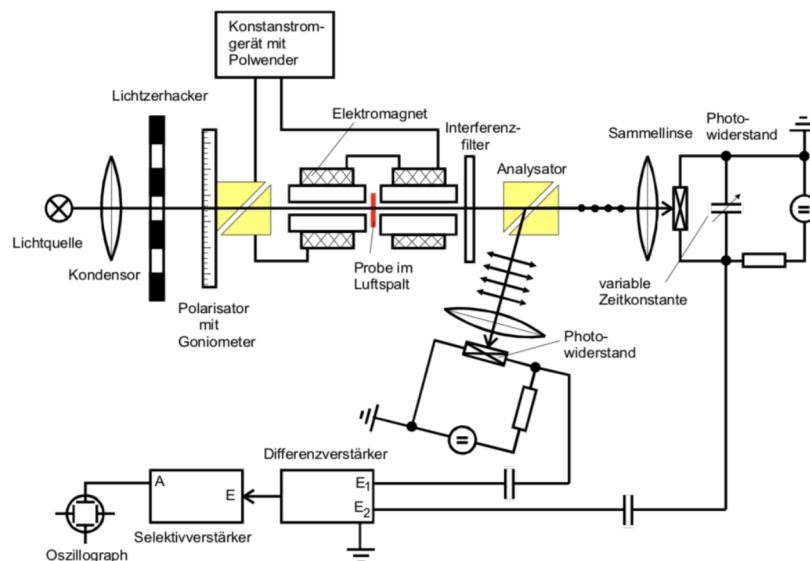 Konstanstrom-
gerät mit
Polwender
Lichtzerhacker
Elektromagnet
Interferenz-
filter
Analysator
Sammellinse
Photo-
widerstand
Lichtquelle
Kondensor
Polarisator
mit
Goniometer
Probe im
Luftspalt
variable
Zeitkonstante
Photo-
widerstand
Differenzverstärker
A
E
E1
E2
Selektivverstärker
Oszillograph